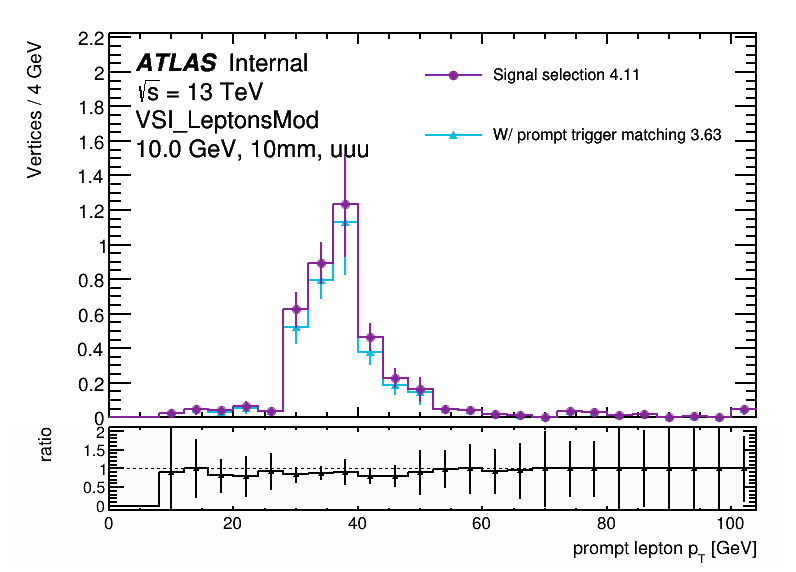 ATLAS Internal
√s = 13 TeV
VSI_LeptonsMod
10.0 GeV, 10mm, uuu
Signal selection 4.11
W/ prompt trigger matching 3.63
Vertices / 4 GeV
2.2
2
1.8
1.6
1.4
1.2
1
0.8
0.6
0.4
0.2
0
ratio
2
1.5
1
0.5
0
0 20 40 60 80 100
prompt lepton pT [GeV]